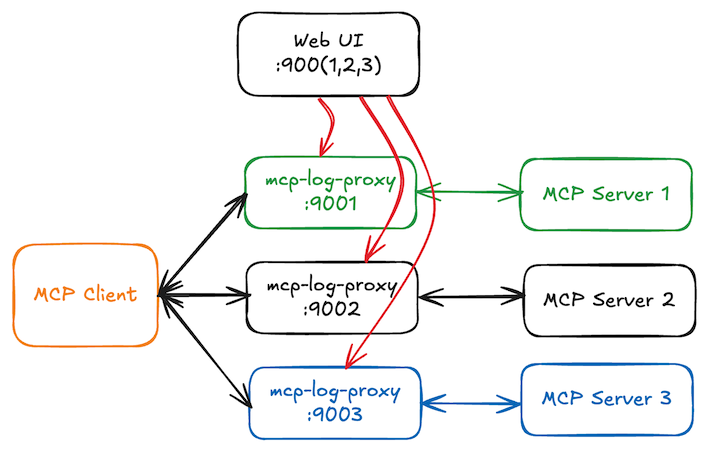 Web UI
:900(1,2,3)
mcp-log-proxy
:9001
MCP Server 1
MCP Client
mcp-log-proxy
:9002
MCP Server 2
mcp-log-proxy
:9003
MCP Server 3